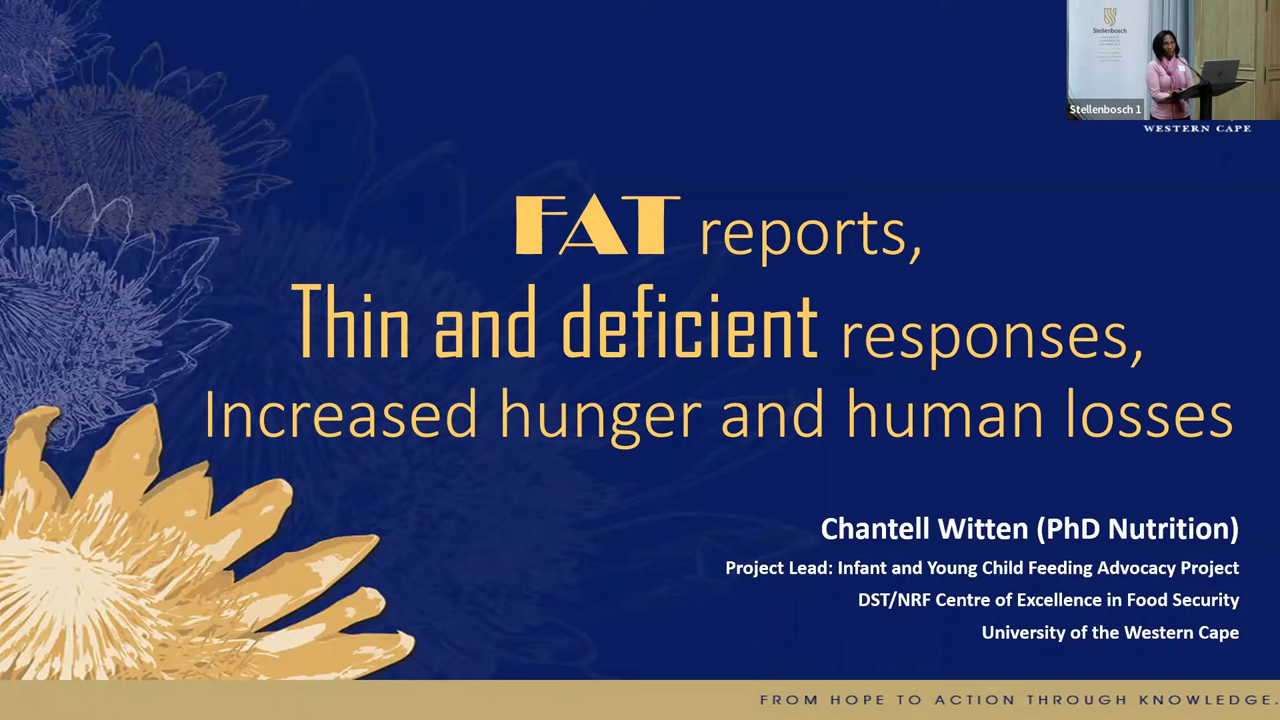 Stellenbosch
Stellenbosch 1
WESTERN CAPE
FAT reports,
Thin and deficient responses,
Increased hunger and human losses
Chantell Witten (PhD Nutrition)
Project Lead: Infant and Young Child Feeding Advocacy Project
DST/NRF Centre of Excellence in Food Security
University of the Western Cape
FROM HOPE TO ACTION THROUGH KNOWLEDGE.